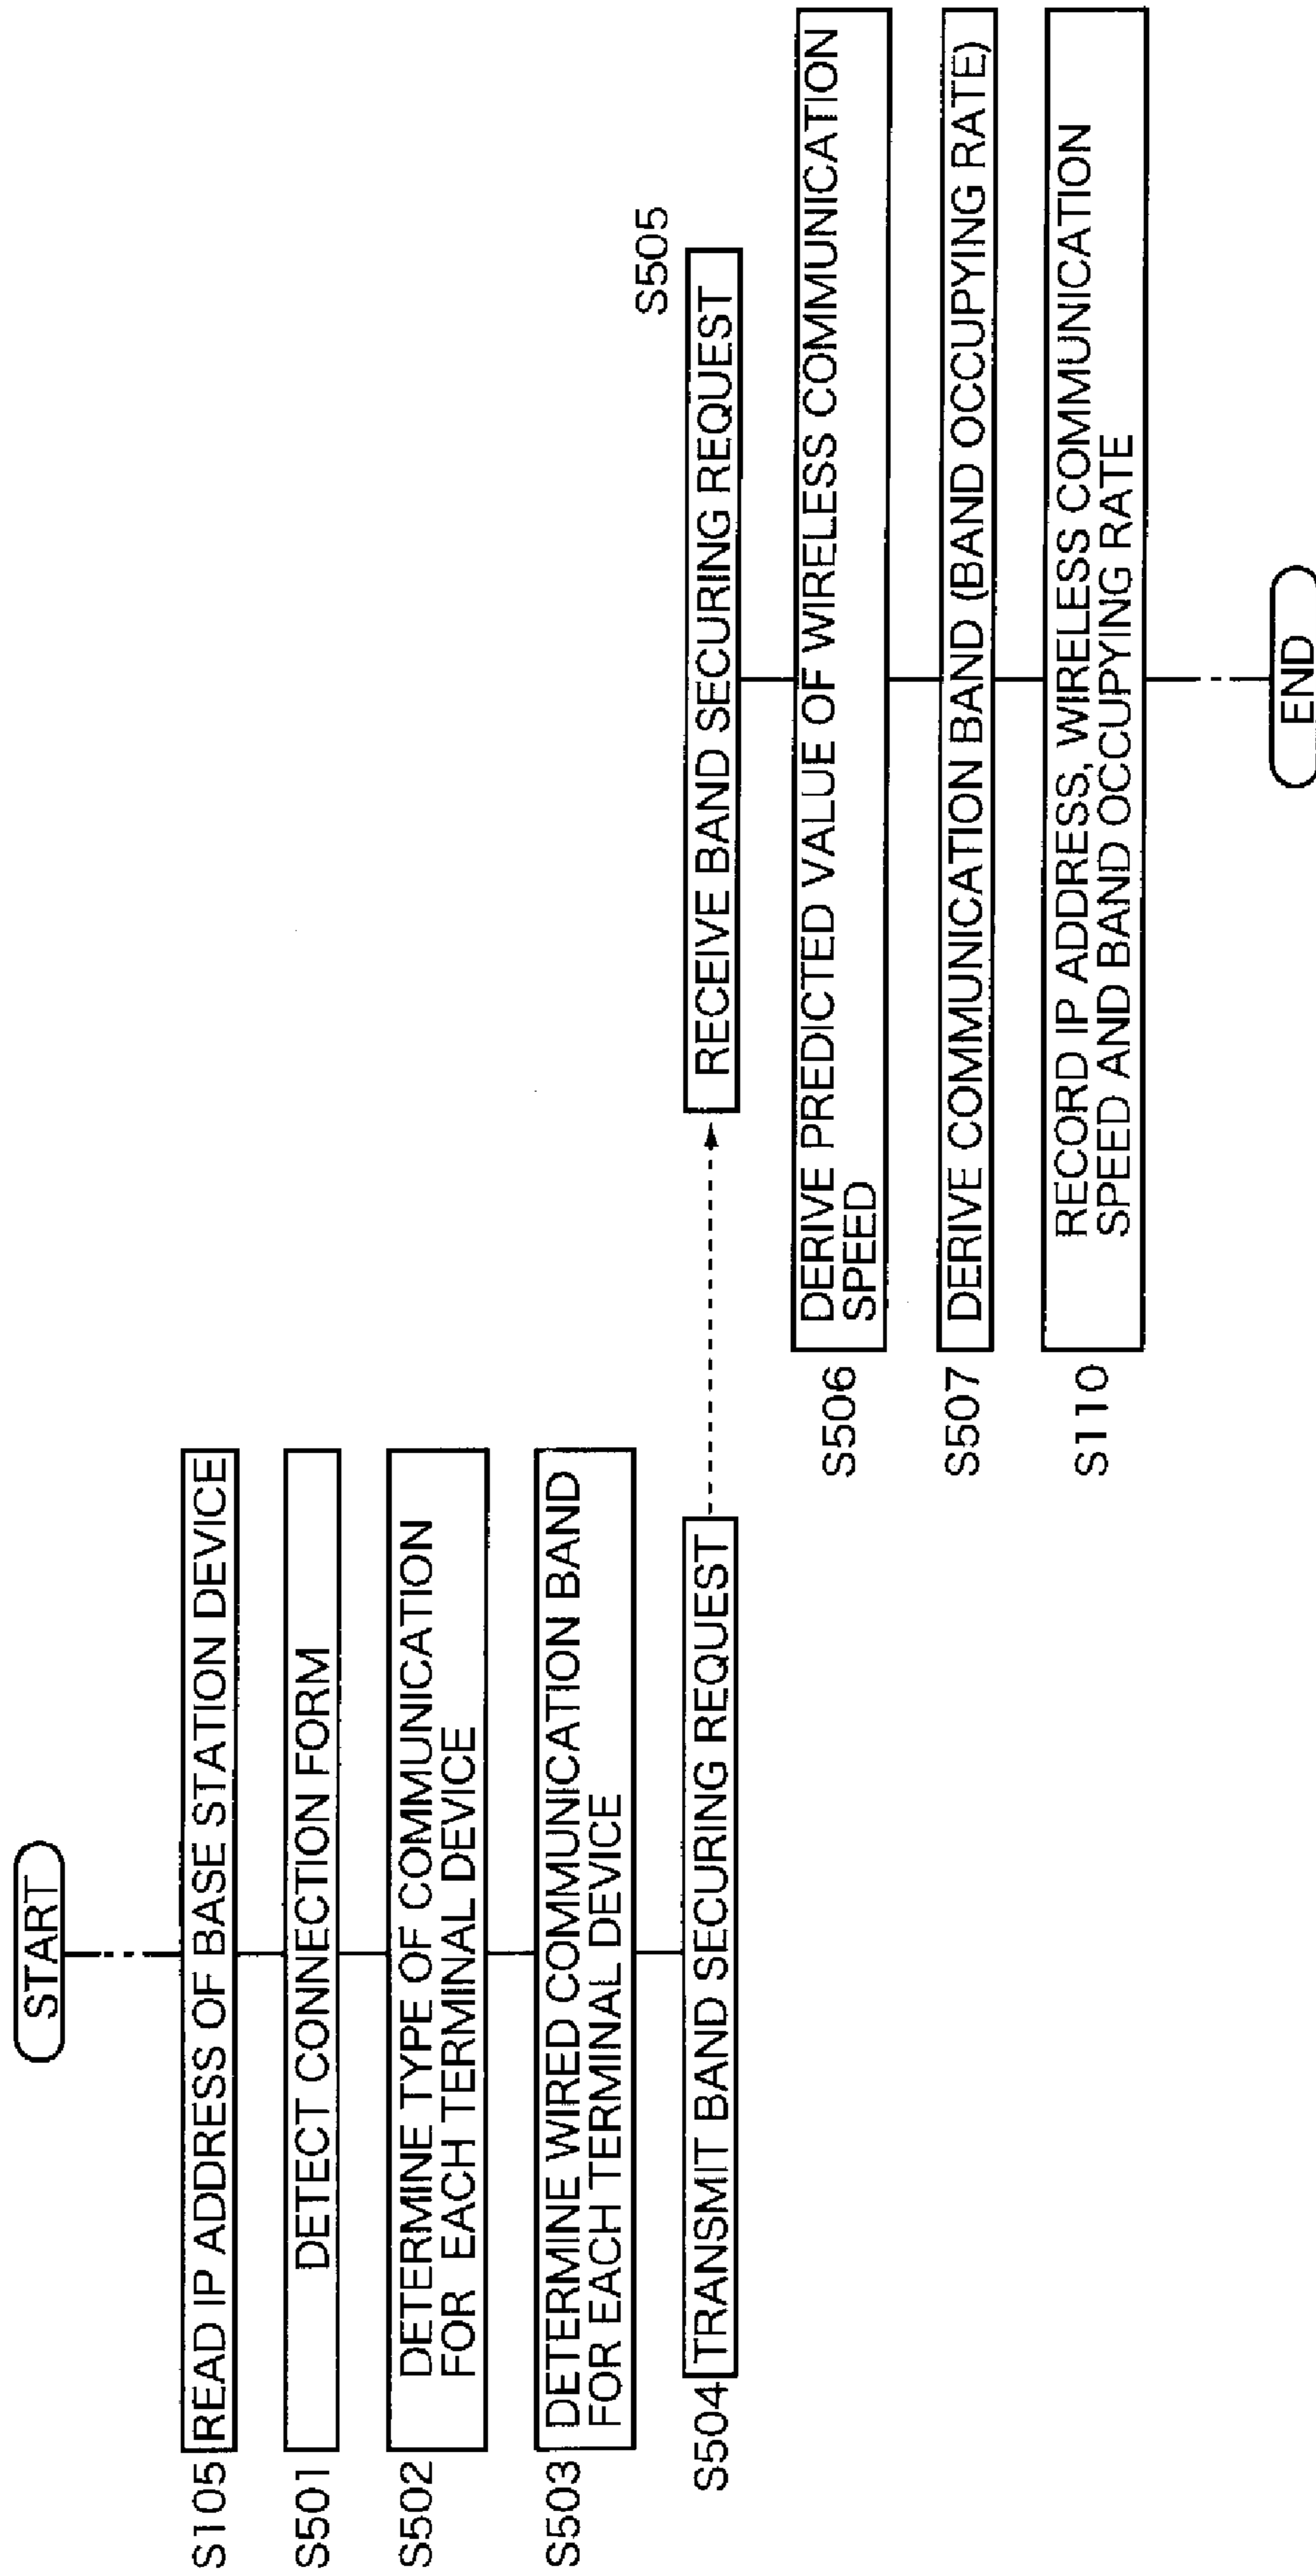 START
S105
READ IP ADDRESS OF BASE STATION DEVICE
S501
DETECT CONNECTION FORM
S502
DETERMINE TYPE OF COMMUNICATION
FOR EACH TERMINAL DEVICE
S503
DETERMINE WIRED COMMUNICATION BAND
FOR EACH TERMINAL DEVICE
S504
TRANSMIT BAND SECURING REQUEST
S505
RECEIVE BAND SECURING REQUEST
S506
DERIVE PREDICTED VALUE OF WIRELESS COMMUNICATION
SPEED
S507
DERIVE COMMUNICATION BAND (BAND OCCUPYING RATE)
S110
RECORD IP ADDRESS, WIRELESS COMMUNICATION
SPEED AND BAND OCCUPYING RATE
END